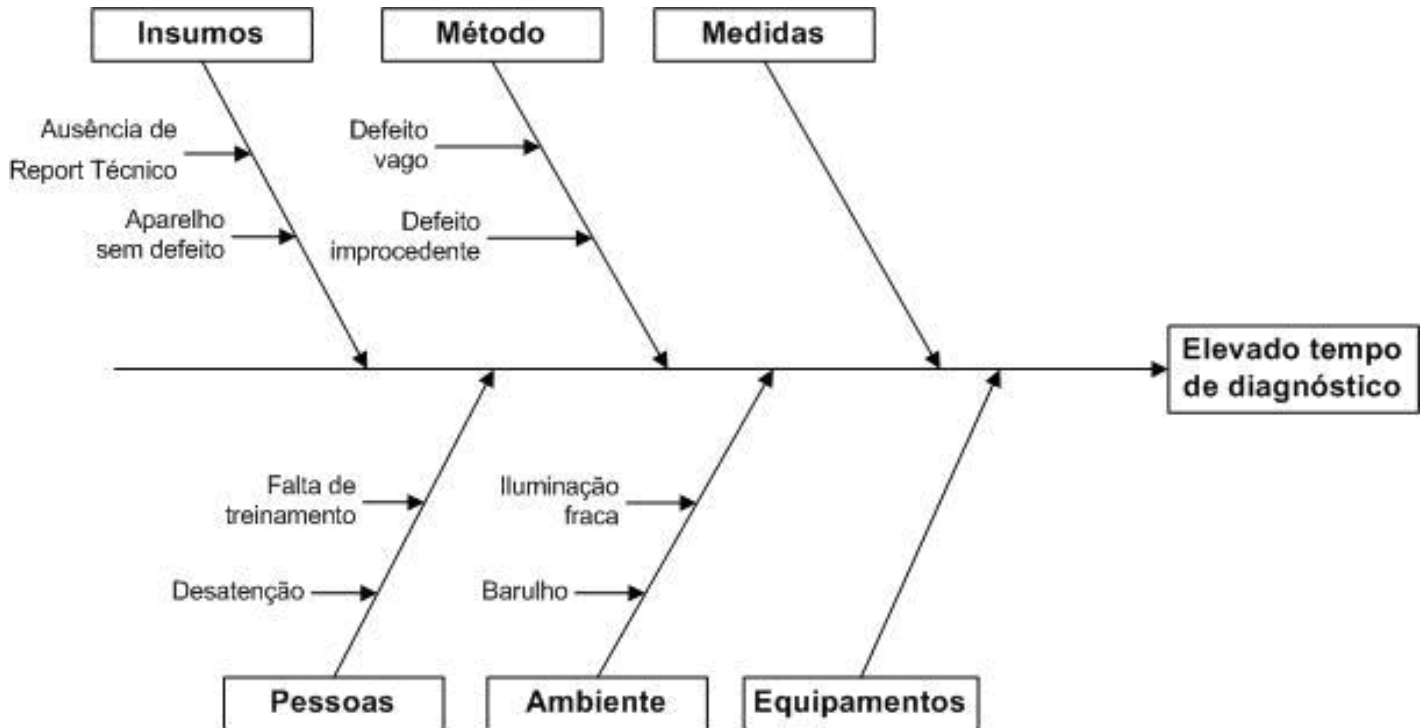 Insumos
Método
Medidas
Ausência de
Report Técnico
Aparelho
sem defeito
Defeito
vago
Defeito
improcedente
Elevado tempo
de diagnóstico
Falta de
treinamento
Desatenção
Iluminação
fraca
Barulho
Pessoas
Ambiente
Equipamentos